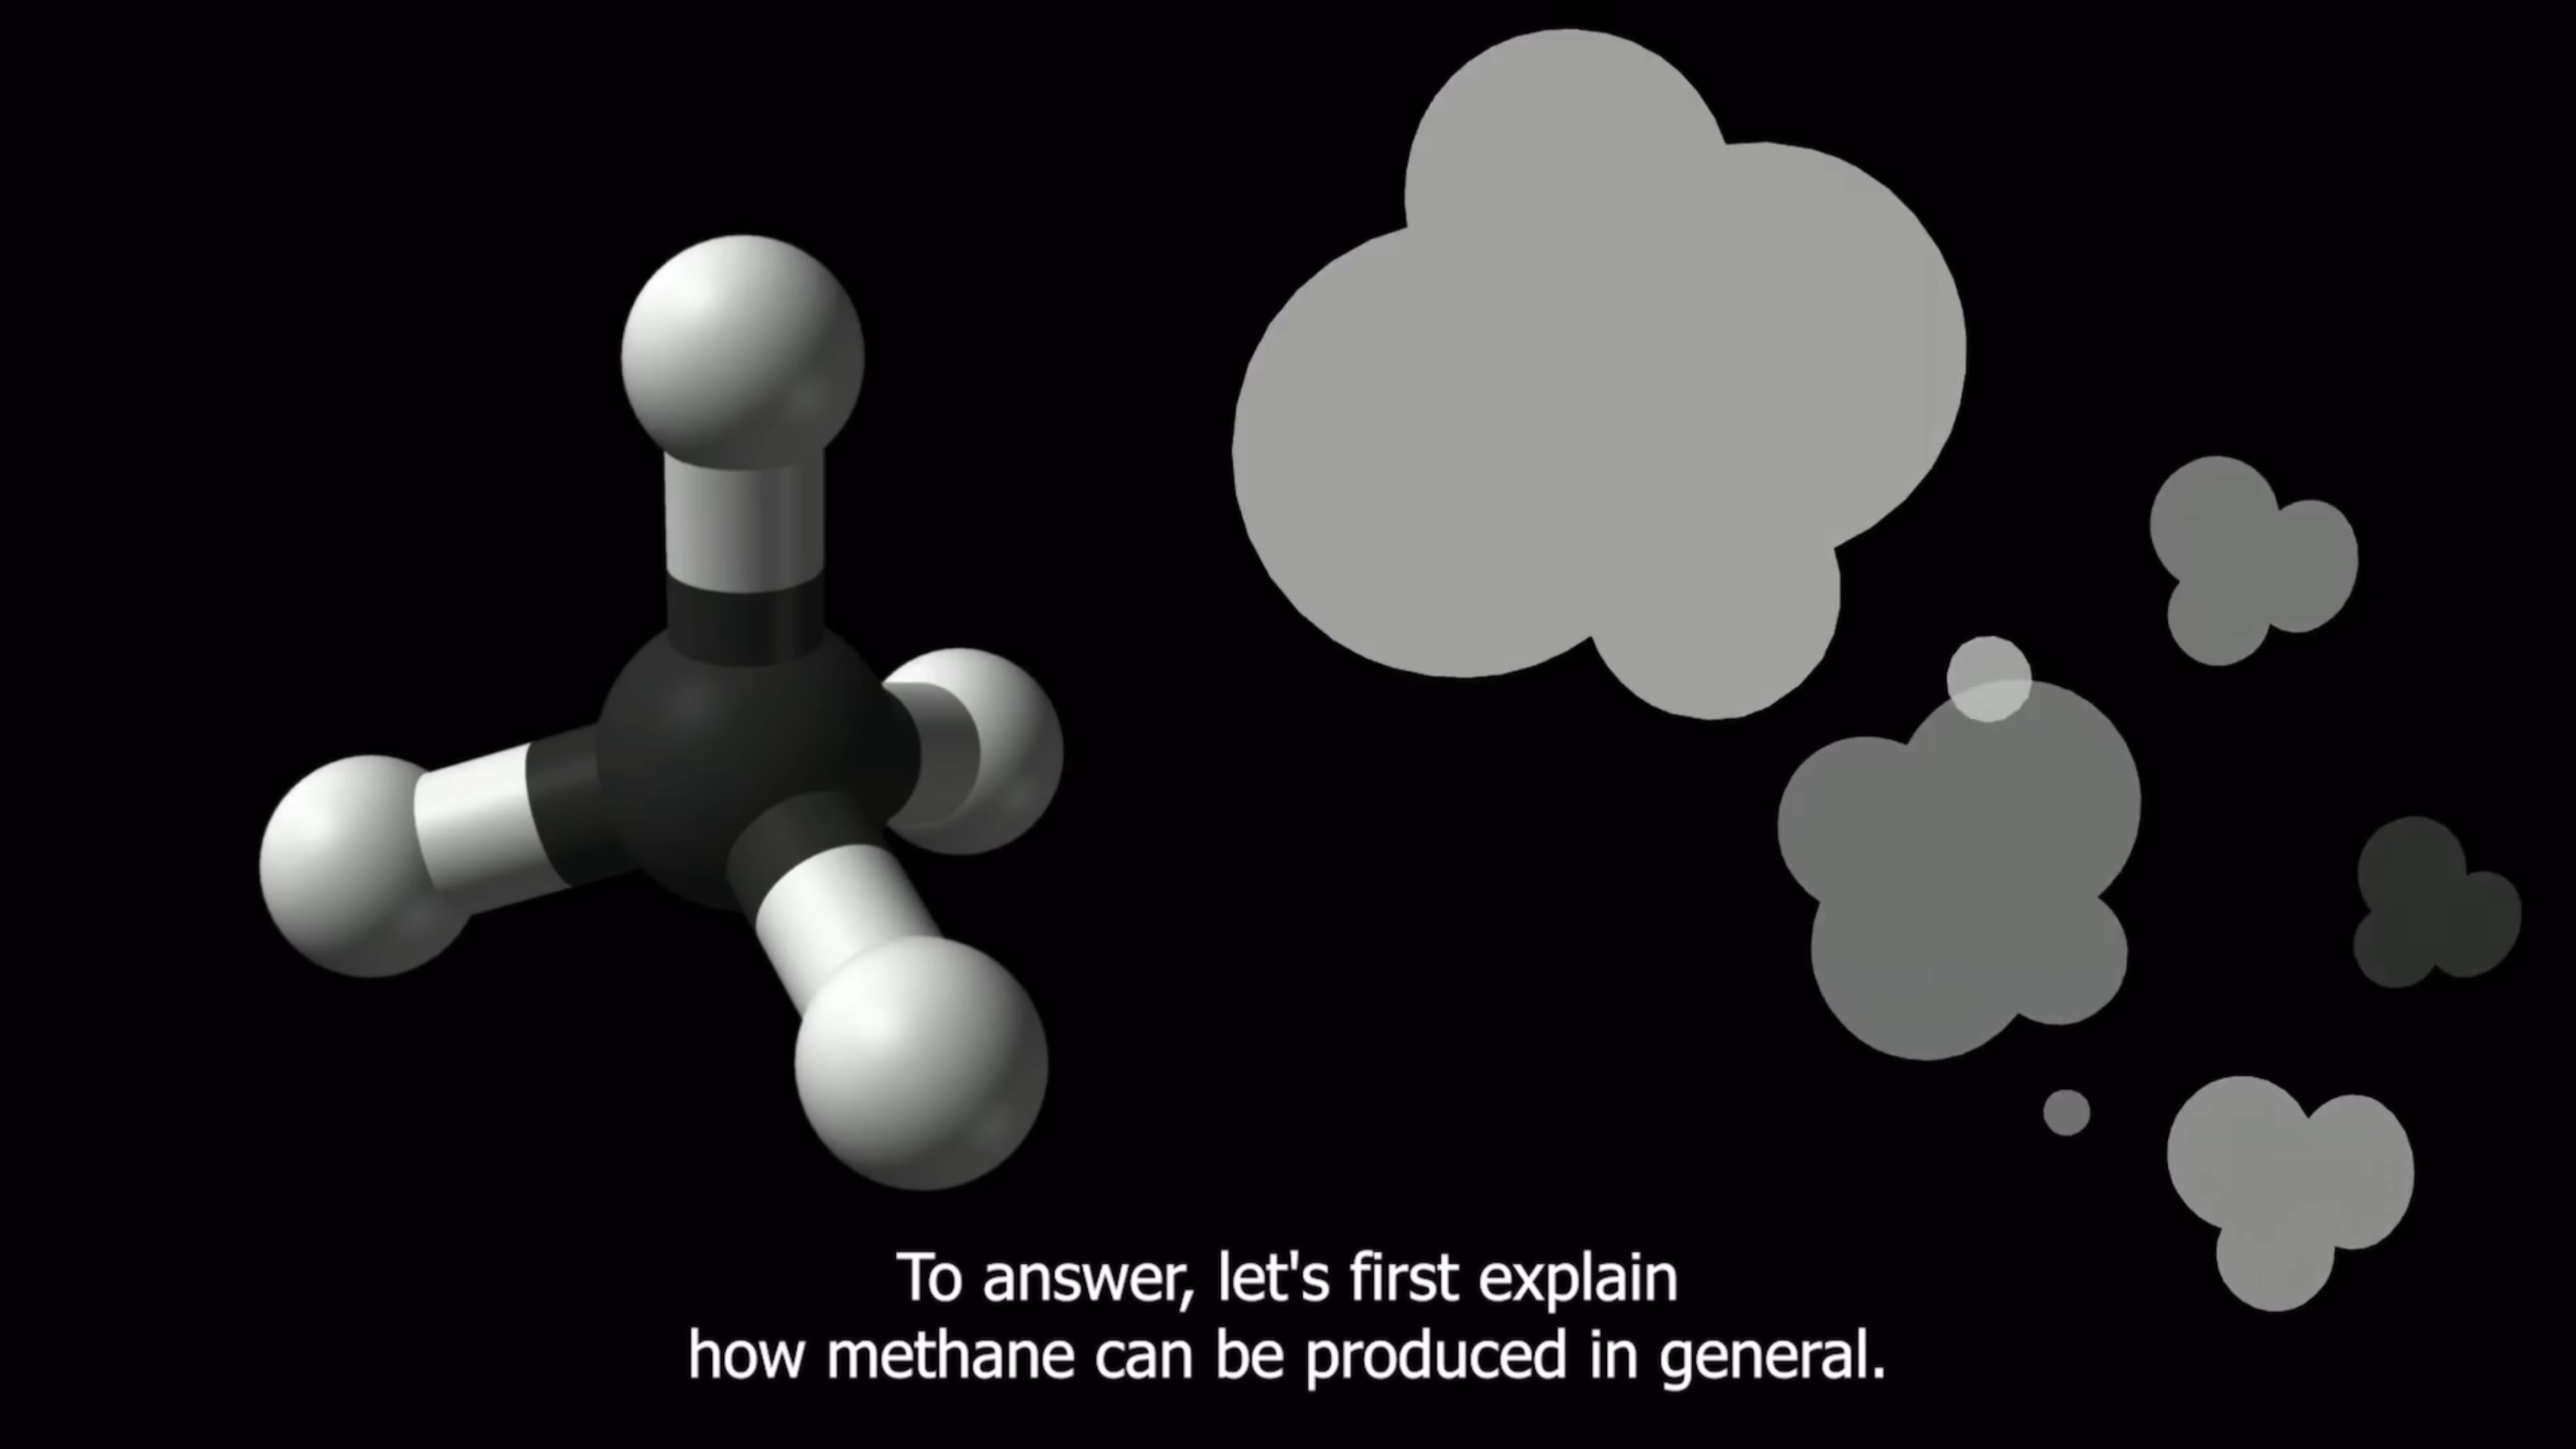 To answer, let's first explain
how methane can be produced in general.